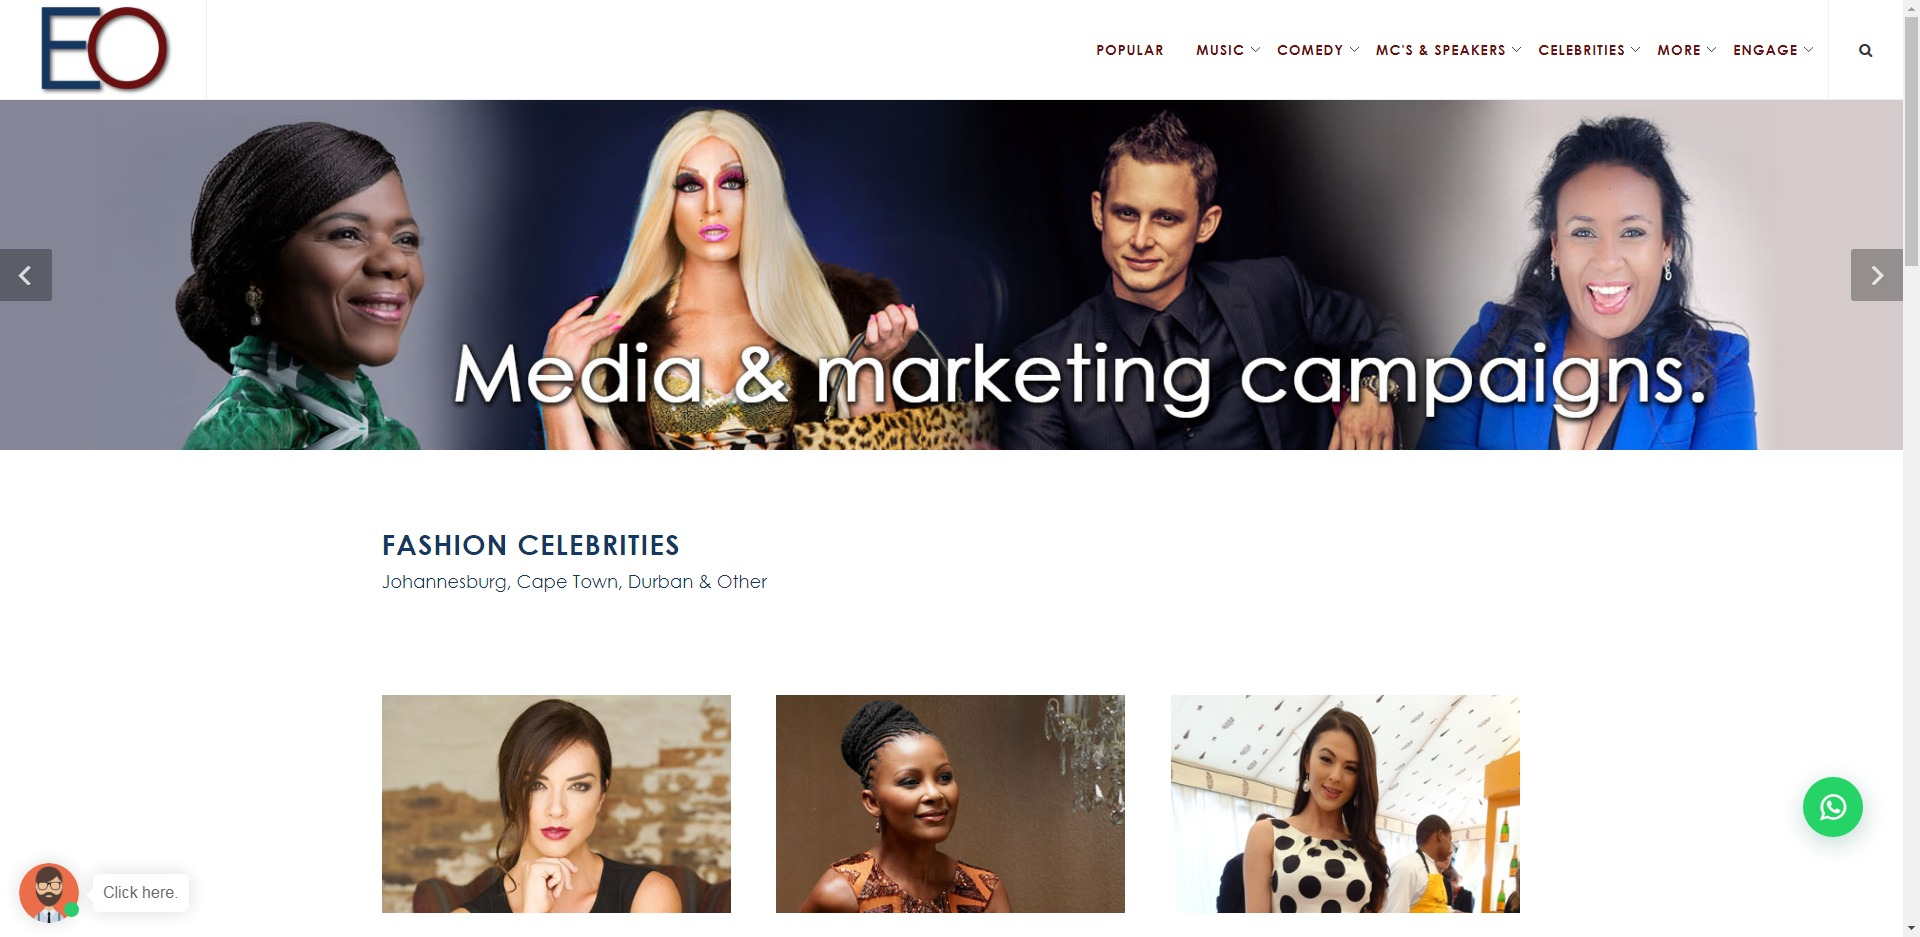 EO
POPULAR MUSIC COMEDY MC'S & SPEAKERS CELEBRITIES MORE ENGAGE
Media & marketing campaigns.
FASHION CELEBRITIES
Johannesburg, Cape Town, Durban & Other
Click here.